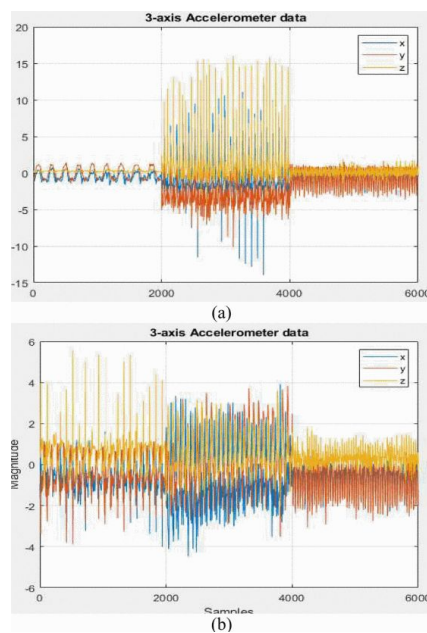 3-axis Accelerometer data
20
15
10
5
0
-5
-10
-15
x
y
z
0 2000 4000 6000
(a)
3-axis Accelerometer data
6
4
2
0
-2
-4
-6
Magnitude
x
y
z
0 2000 4000 6000
Samples
(b)